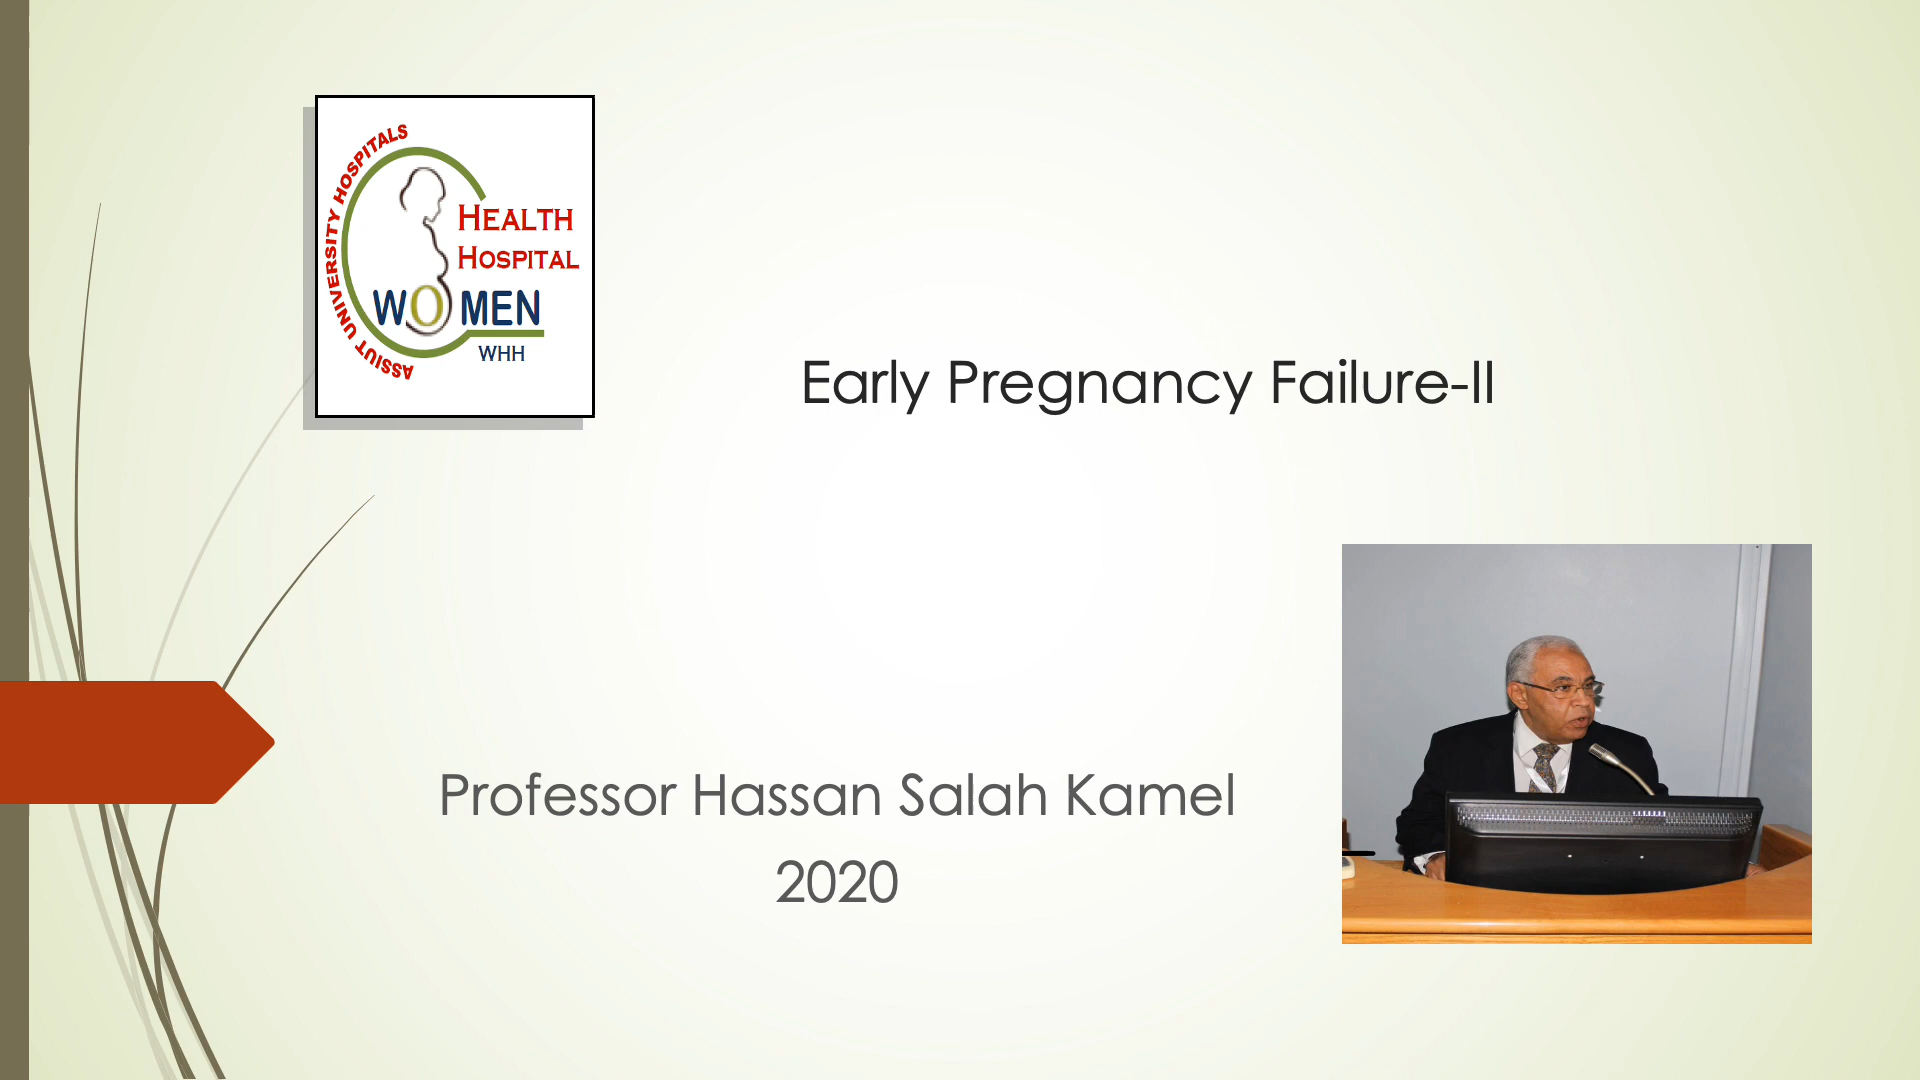 ASSIUT UNIVERSITY HOSPITALS
HEALTH
HOSPITAL
WOMEN
WHH
Early Pregnancy Failure-II
Professor Hassan Salah Kamel
2020